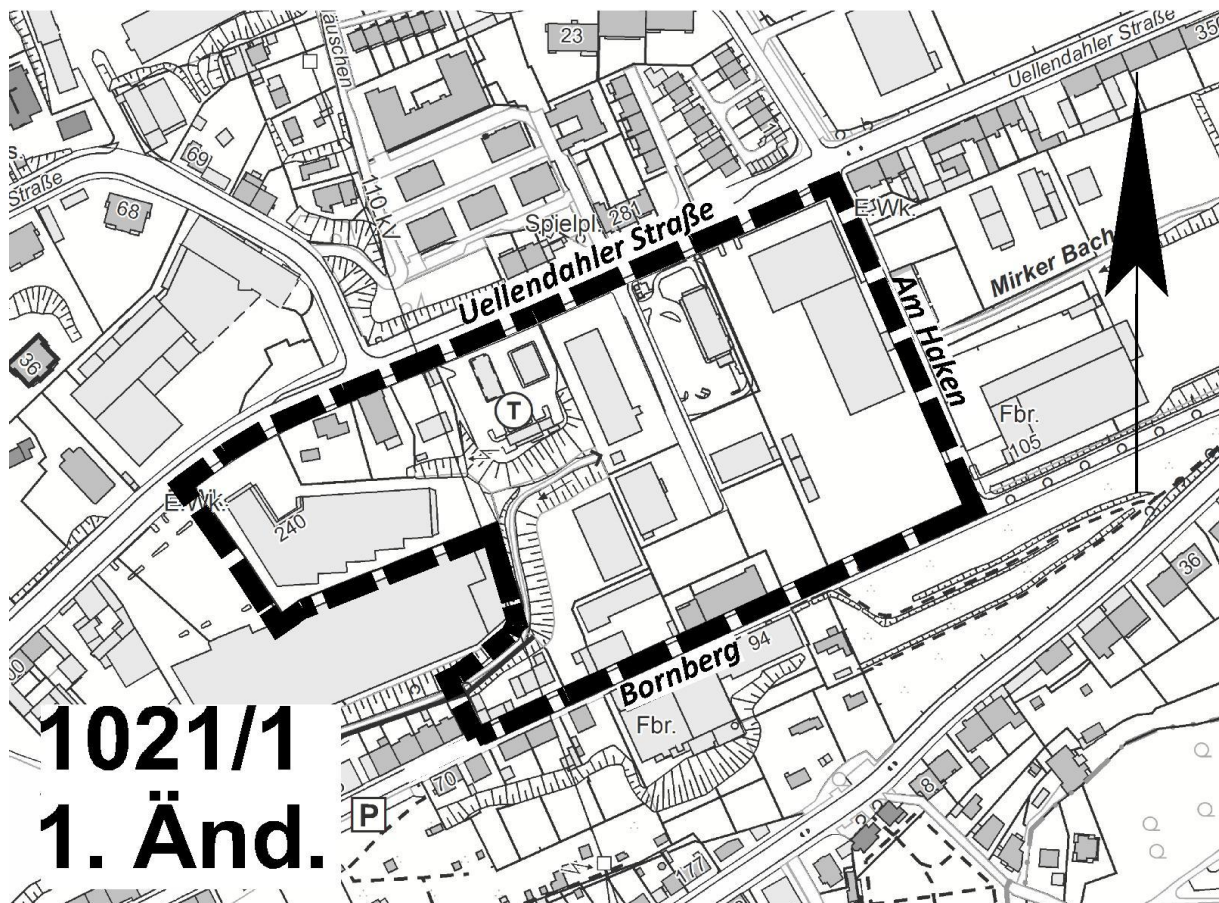 23
Uellendahler Straße
69
110 KV
s.
Straße
68
Spielpl.
281
E.Wk.
Uellendahler Straße
Mirker Bach
36
Am Haken
T
Fbr.
105
E.Wk.
240
36
94
Bornberg
Fbr.
1021/1
70
8
P
1. Änd.
177